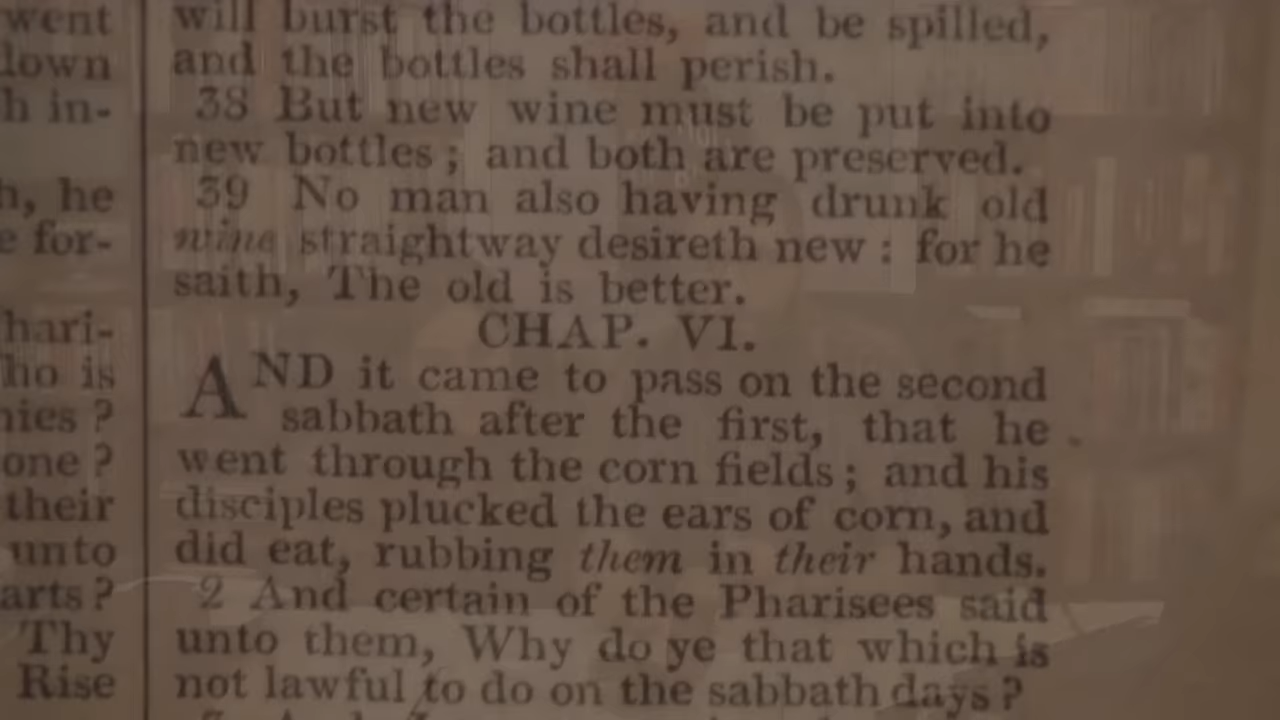 went
down
h in-
h, he
e for-
hari-
ho is
nies ?
one ?
their
unto
arts ?
Thy
Rise
will burst the bottles, and be spilled,
and the bottles shall perish.
38 But new wine must be put into
new bottles ; and both are preserved.
39 No man also having drunk old
wine straightway desireth new : for he
saith, The old is better.
CHAP. VI.
AND it came to pass on the second
sabbath after the first, that he
went through the corn fields ; and his
disciples plucked the ears of corn, and
did eat, rubbing them in their hands.
2 And certain of the Pharisees said
unto them, Why do ye that which is
not lawful to do on the sabbath days ?